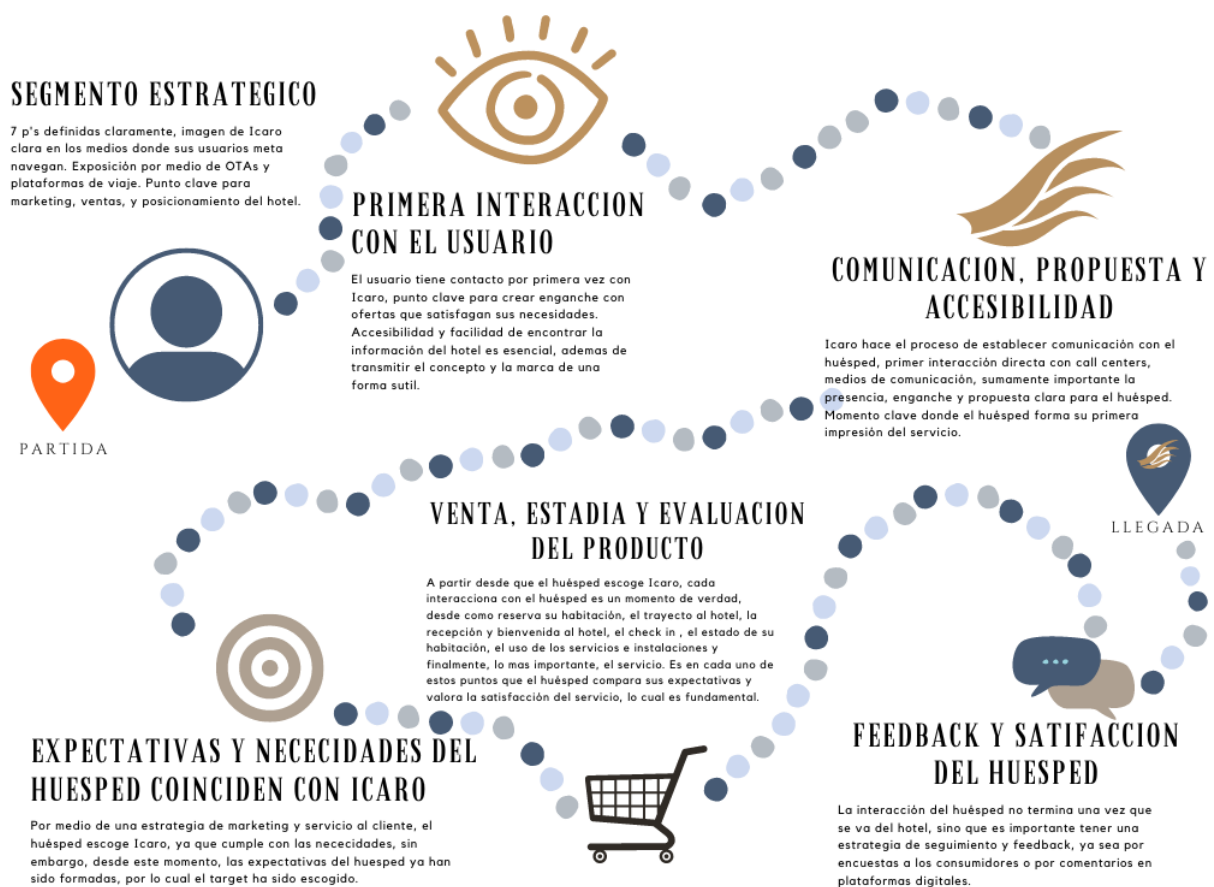 SEGMENTO ESTRATEGICO
7 p's definidas claramente, imagen de Icaro
clara en los medios donde sus usuarios meta
navegan. Exposición por medio de OTAs y
plataformas de viaje. Punto clave para
marketing, ventas, y posicionamiento del hotel.
PARTIDA
PRIMERA INTERACCION
CON EL USUARIO
El usuario tiene contacto por primera vez con
Icaro, punto clave para crear enganche con
ofertas que satisfagan sus necesidades.
Accesibilidad y facilidad de encontrar la
información del hotel es esencial, ademas de
transmitir el concepto y la marca de una
forma sutil.
COMUNICACION, PROPUESTA Y
ACCESIBILIDAD
Icaro hace el proceso de establecer comunicación con el
huésped, primer interacción directa con call centers,
medios de comunicación, sumamente importante la
presencia, enganche y propuesta clara para el huésped.
Momento clave donde el huésped forma su primera
impresión del servicio.
EXPECTATIVAS Y NECECIDADES DEL
HUESPED COINCIDEN CON ICARO
Por medio de una estrategia de marketing y servicio al cliente, el
huésped escoge Icaro, ya que cumple con las nececidades, sin
embargo, desde este momento, las expectativas del huesped ya han
sido formadas, por lo cual el target ha sido escogido.
VENTA, ESTADIA Y EVALUACION
DEL PRODUCTO
A partir desde que el huésped escoge Icaro, cada
interacciona con el huésped es un momento de verdad,
desde como reserva su habitación, el trayecto al hotel, la
recepción y bienvenida al hotel, el check in , el estado de su
habitación, el uso de los servicios e instalaciones y
finalmente, lo mas importante, el servicio. Es en cada uno de
estos puntos que el huésped compara sus expectativas y
valora la satisfacción del servicio, lo cual es fundamental.
FEEDBACK Y SATIFACCION
DEL HUESPED
La interacción del huésped no termina una vez que
se va del hotel, sino que es importante tener una
estrategia de seguimiento y feedback, ya sea por
encuestas a los consumidores o por comentarios en
plataformas digitales.
LLEGADA